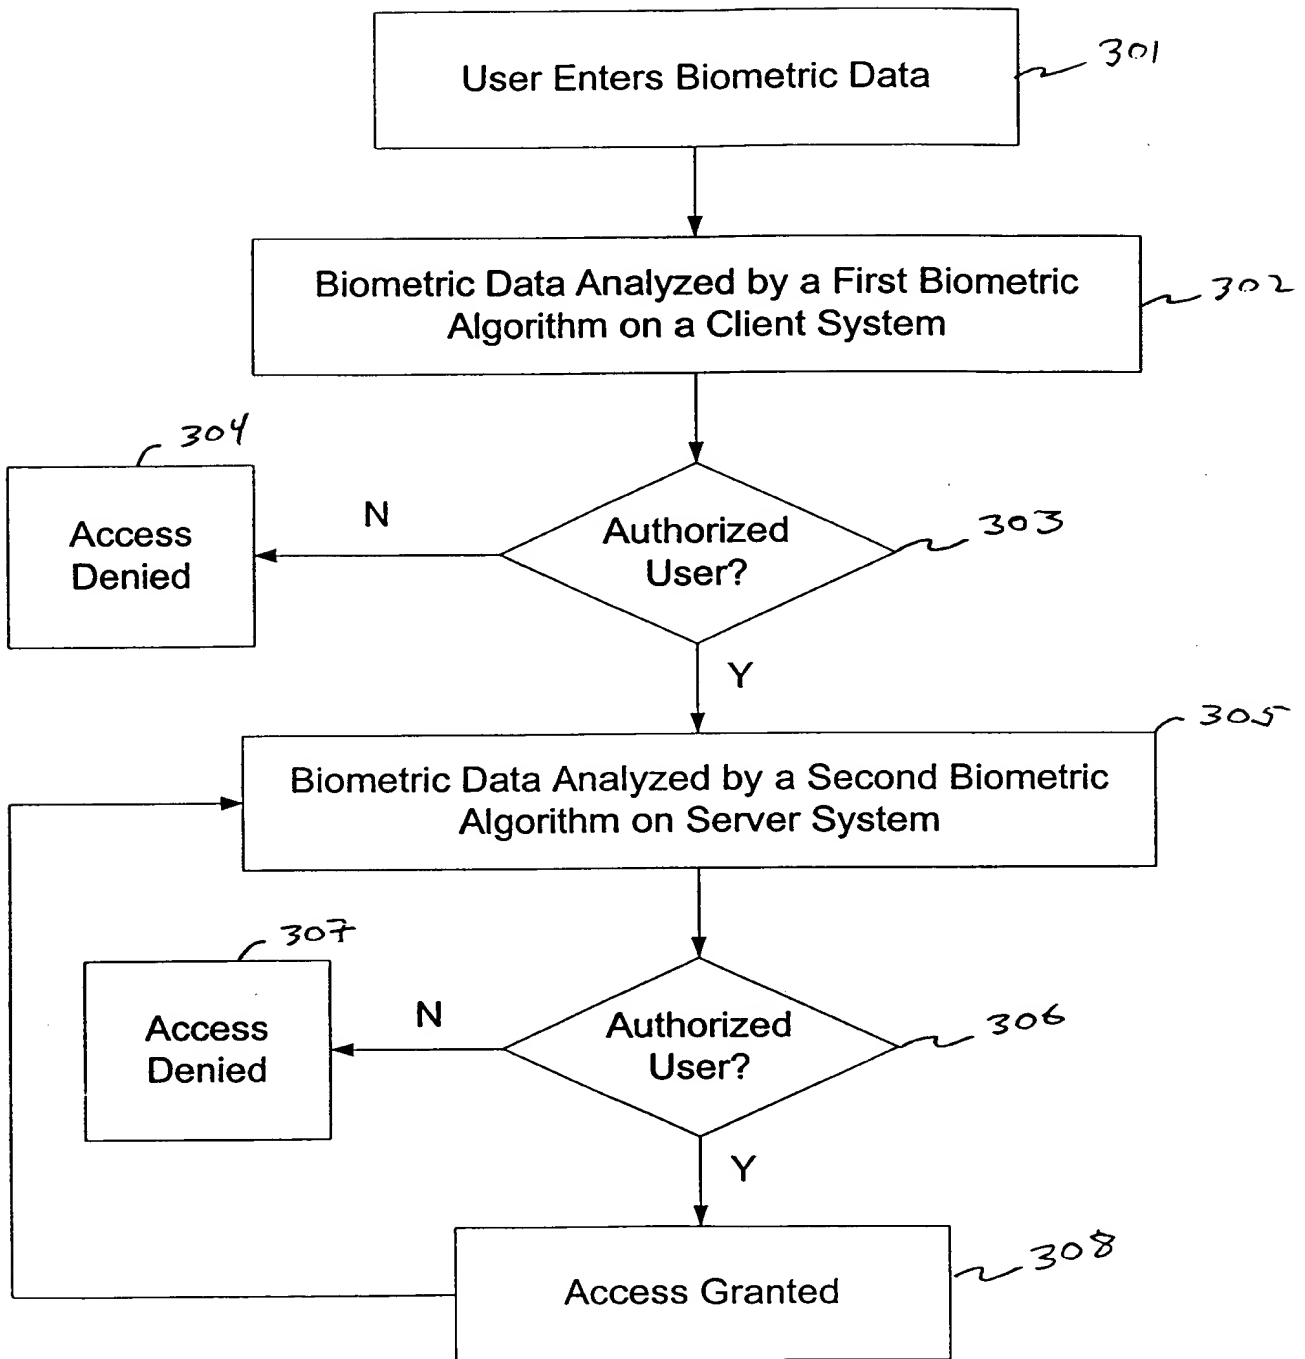 User Enters Biometric Data
301
Biometric Data Analyzed by a First Biometric
Algorithm on a Client System
302
304
Access
Denied
N
Authorized
User?
303
Y
305
Biometric Data Analyzed by a Second Biometric
Algorithm on Server System
307
Access
Denied
N
Authorized
User?
306
Y
Access Granted
308